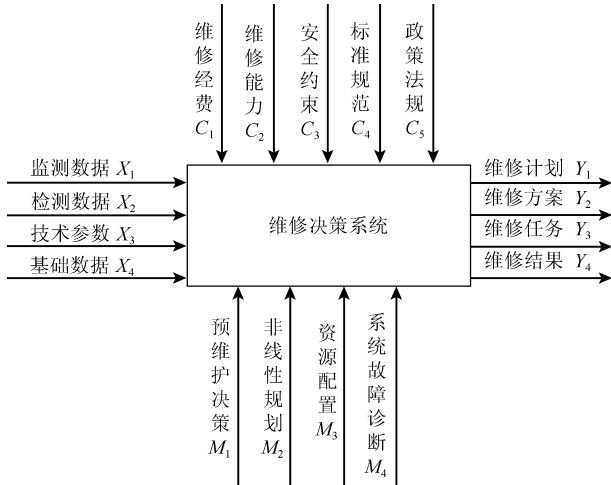 维修经费 C1
维修能力 C2
安全约束 C3
标准规范 C4
政策法规 C5
监测数据 X1
检测数据 X2
技术参数 X3
基础数据 X4
维修决策系统
维修计划 Y1
维修方案 Y2
维修任务 Y3
维修结果 Y4
预维护决策 M1
非线性规划 M2
资源配置 M3
系统故障诊断 M4